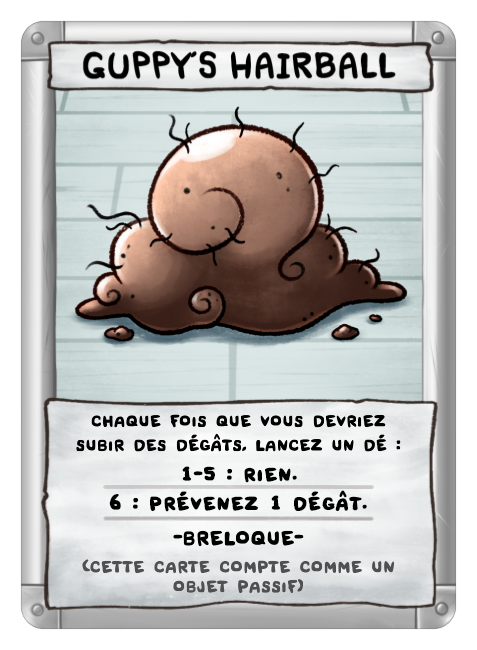 GUPPY'S HAIRBALL
CHAQUE FOIS QUE VOUS DEVRIEZ
SUBIR DES DÉGÂTS, LANCEZ UN DÉ :
1-5 : RIEN.
6 : PRÉVENEZ 1 DÉGÂT.
-BRELOQUE-
(CETTE CARTE COMPTE COMME UN
OBJET PASSIF)